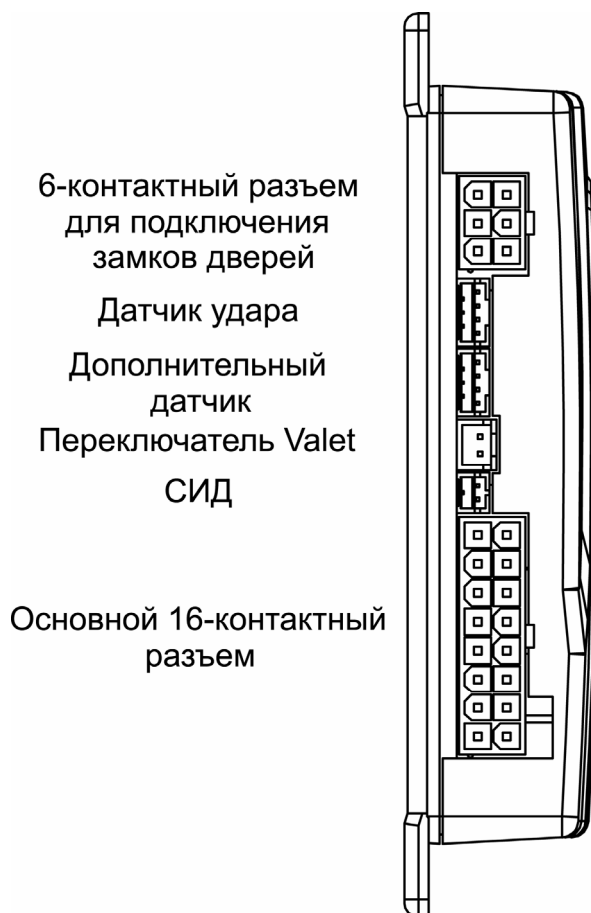 6-контактный разъем
для подключения
замков дверей
Датчик удара
Дополнительный
датчик
Переключатель Valet
СИД
Основной 16-контактный
разъем